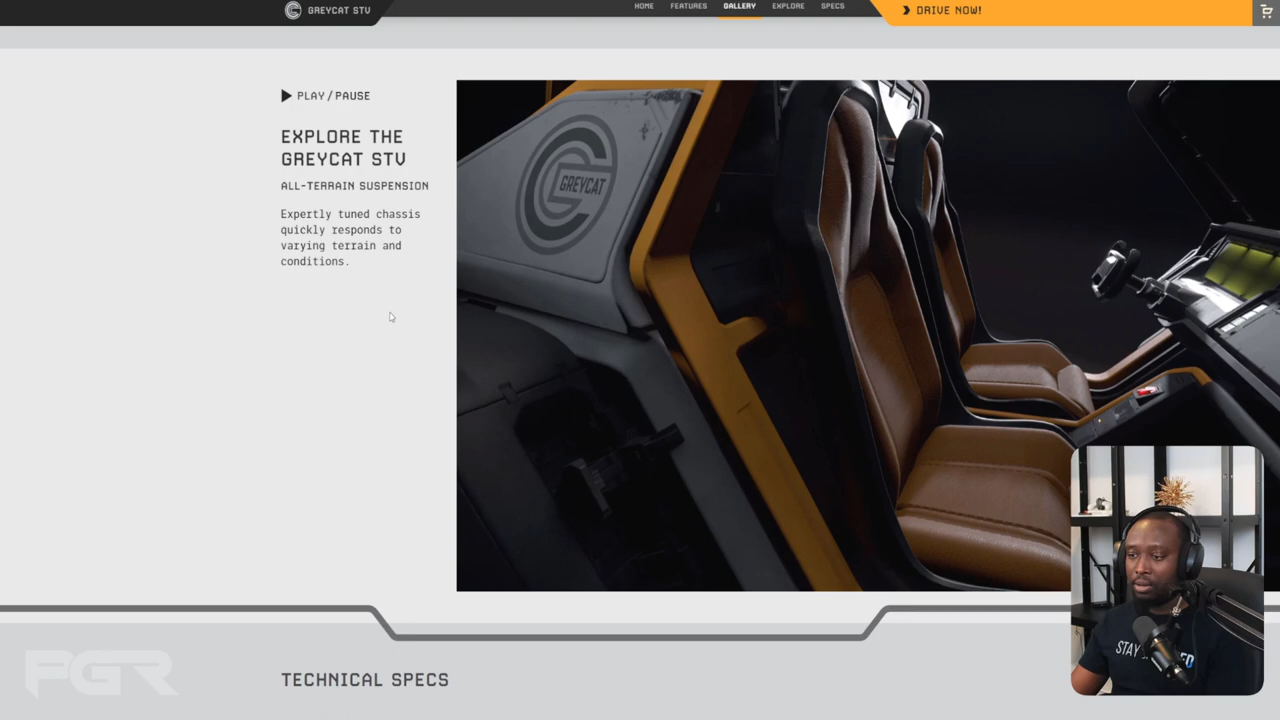 GREYCAT STV
HOME FEATURES GALLERY EXPLORE SPECS
DRIVE NOW!
PLAY/PAUSE
EXPLORE THE
GREYCAT STV
ALL-TERRAIN SUSPENSION
Expertly tuned chassis
quickly responds to
varying terrain and
conditions.
GREYCAT
TECHNICAL SPECS
PGR
STAY